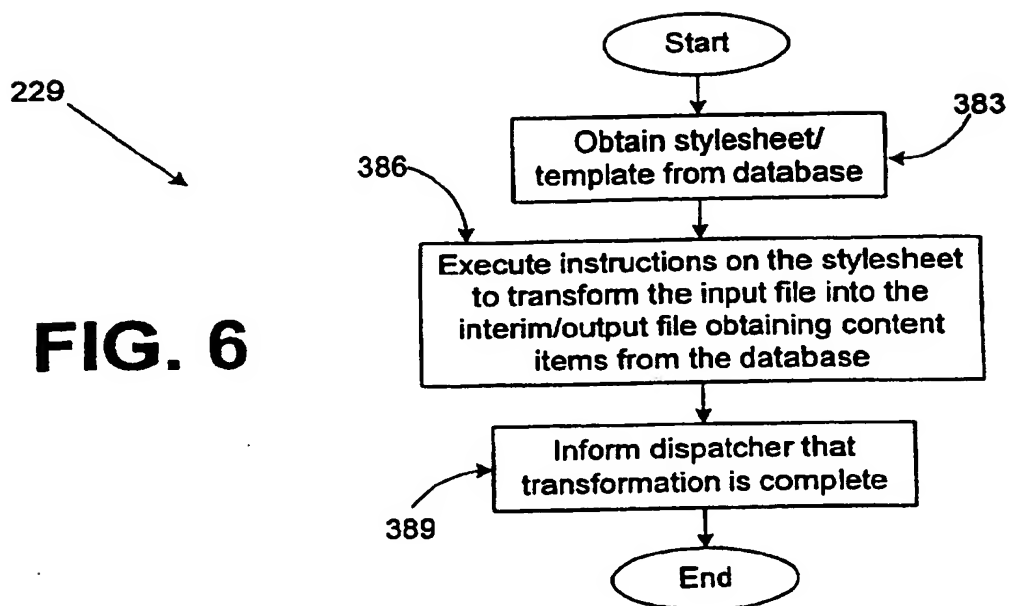 Start
229
383
Obtain stylesheet/
template from database
386
Execute instructions on the stylesheet
to transform the input file into the
interim/output file obtaining content
items from the database
FIG. 6
Inform dispatcher that
transformation is complete
389
End